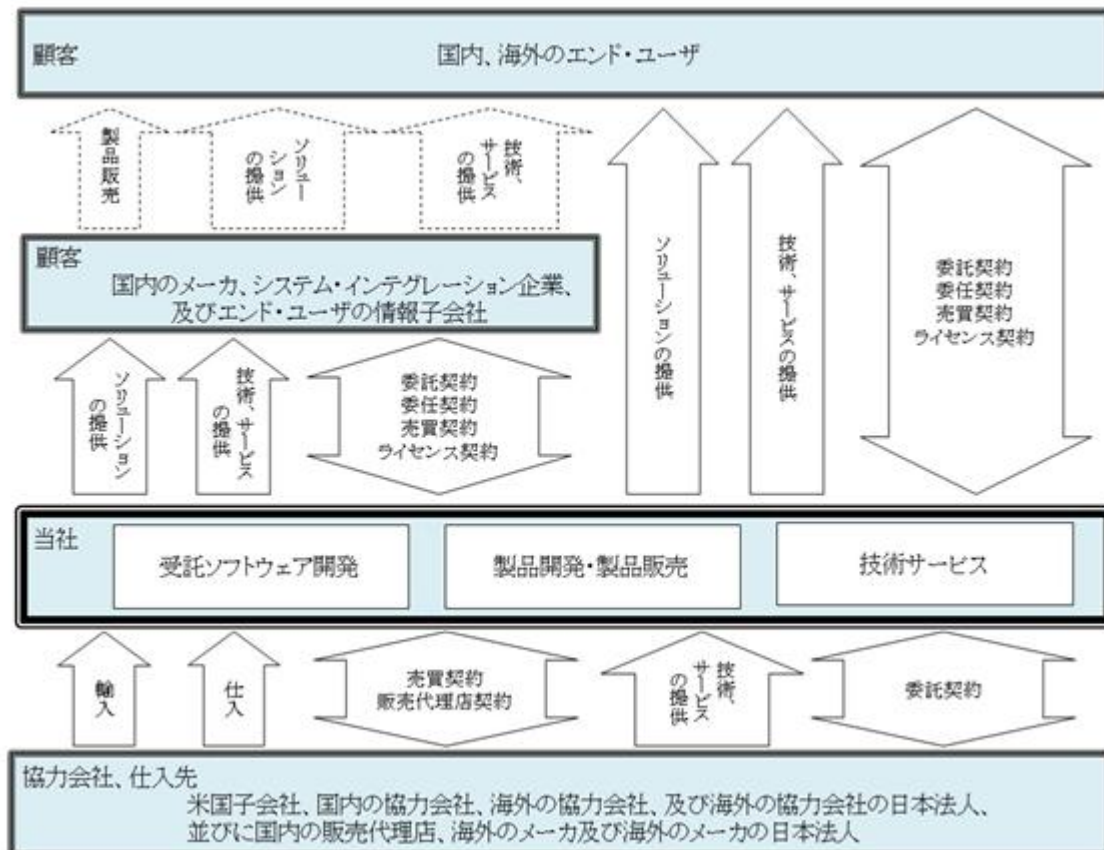 顧客
国内、海外のエンド・ユーザ
製品販売
ソリュー
ション
の提供
技術、
サービス
の提供
ソリューションの提供
技術、サービスの提供
委託契約
委任契約
売買契約
ライセンス契約
顧客
国内のメーカ、システム・インテグレーション企業、
及びエンド・ユーザの情報子会社
ソリューション
の提供
技術、サービス
の提供
委託契約
委任契約
売買契約
ライセンス契約
当社
受託ソフトウェア開発
製品開発・製品販売
技術サービス
輸入
仕入
売買契約
販売代理店契約
技術、
サービス
の提供
委託契約
協力会社、仕入先
米国子会社、国内の協力会社、海外の協力会社、及び海外の協力会社の日本法人、
並びに国内の販売代理店、海外のメーカ及び海外のメーカの日本法人